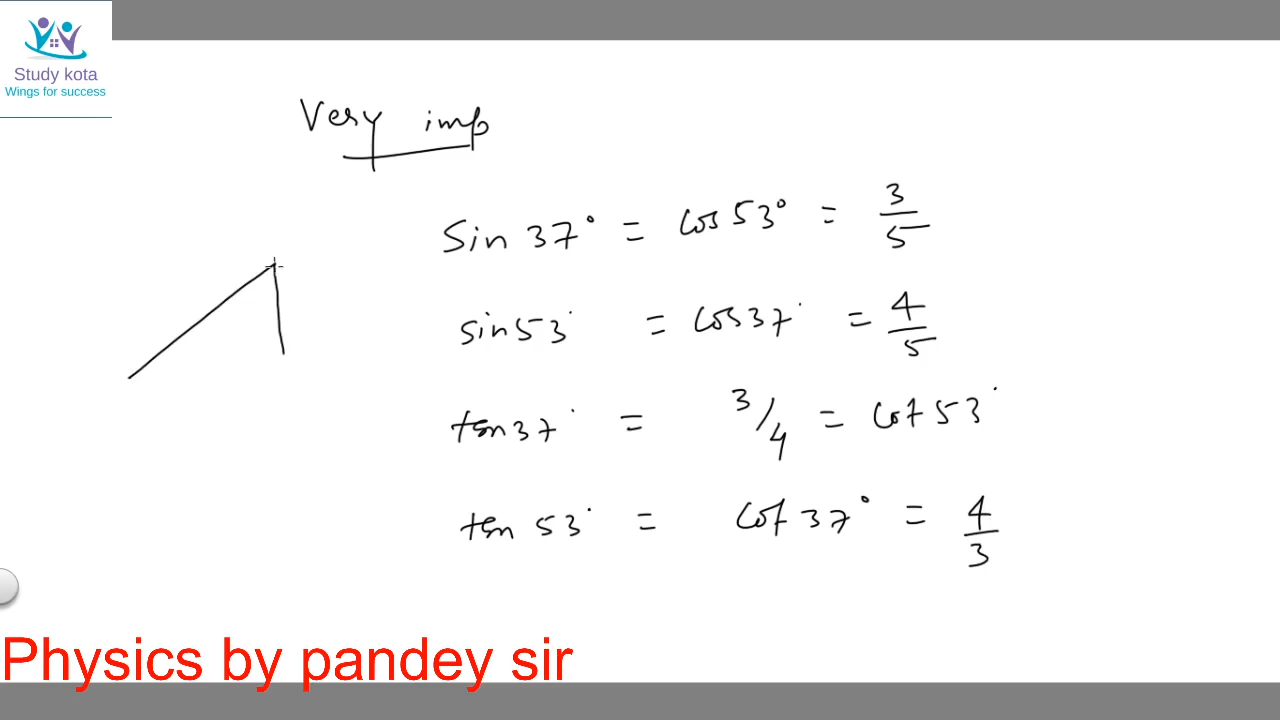 Study kota
Wings for success
Very imp
Sin 37° = cos 53° = 3/5
sin 53° = cos 37° = 4/5
tan 37° = 3/4 = cot 53°
tan 53° = cot 37° = 4/3
Physics by pandey sir